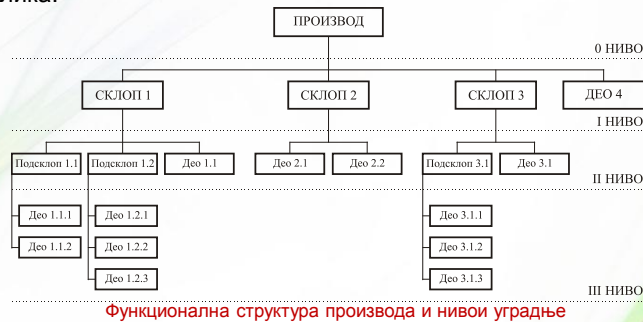 ПРОИЗВОД
0 НИВО
СКЛОП 1
СКЛОП 2
СКЛОП 3
ДЕО 4
I НИВО
Подсклоп 1.1
Подсклоп 1.2
Део 1.1
Део 2.1
Део 2.2
Подсклоп 3.1
Део 3.1
II НИВО
Део 1.1.1
Део 1.2.1
Део 3.1.1
Део 1.1.2
Део 1.2.2
Део 3.1.2
Део 1.2.3
Део 3.1.3
III НИВО
Функционална структура производа и нивои уградње